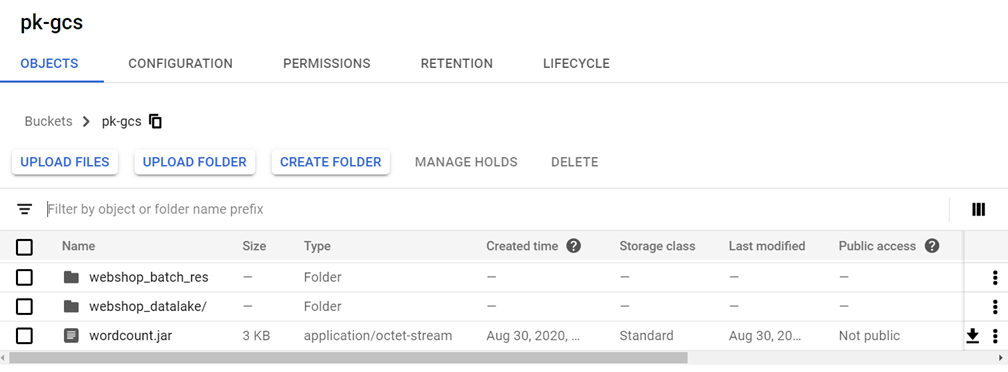 pk-gcs
OBJECTS CONFIGURATION PERMISSIONS RETENTION LIFECYCLE
Buckets > pk-gcs
UPLOAD FILES UPLOAD FOLDER CREATE FOLDER MANAGE HOLDS DELETE
Filter by object or folder name prefix
Name Size Type Created time ? Storage class Last modified Public access ?
webshop_batch_res — Folder — — — —
webshop_datalake/ — Folder — — — —
wordcount.jar 3 KB application/octet-stream Aug 30, 2020, ... Standard Aug 30, 20... Not public